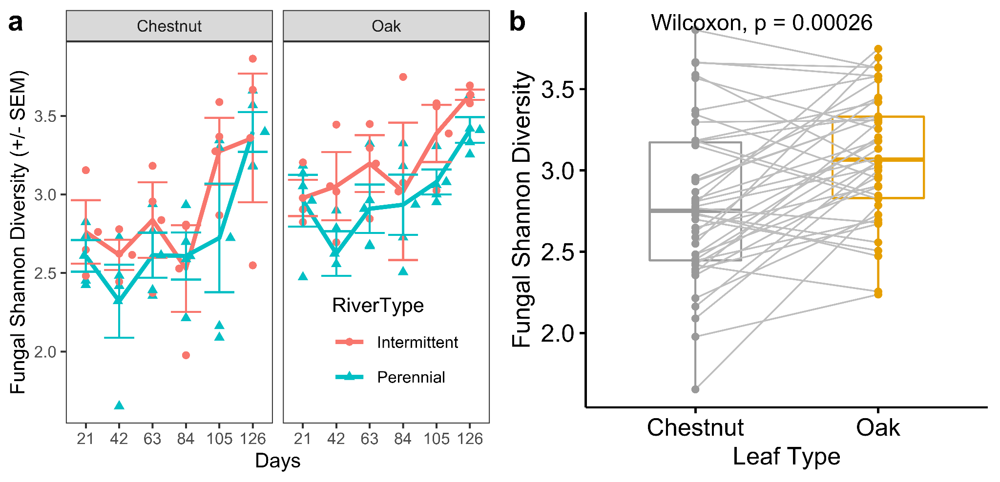 a
Chestnut
Oak
Fungal Shannon Diversity (+/- SEM)
3.5
3.0
2.5
2.0
RiverType
Intermittent
Perennial
21 42 63 84 105 126
21 42 63 84 105 126
Days
b
Wilcoxon, p = 0.00026
Fungal Shannon Diversity
3.5
3.0
2.5
2.0
Chestnut
Oak
Leaf Type